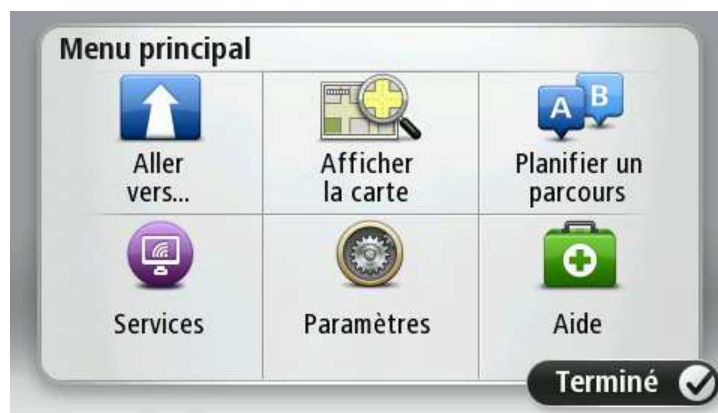 Menu principal
Aller
vers...
Afficher
la carte
A B
Planifier un
parcours
Services
Paramètres
Aide
Terminé